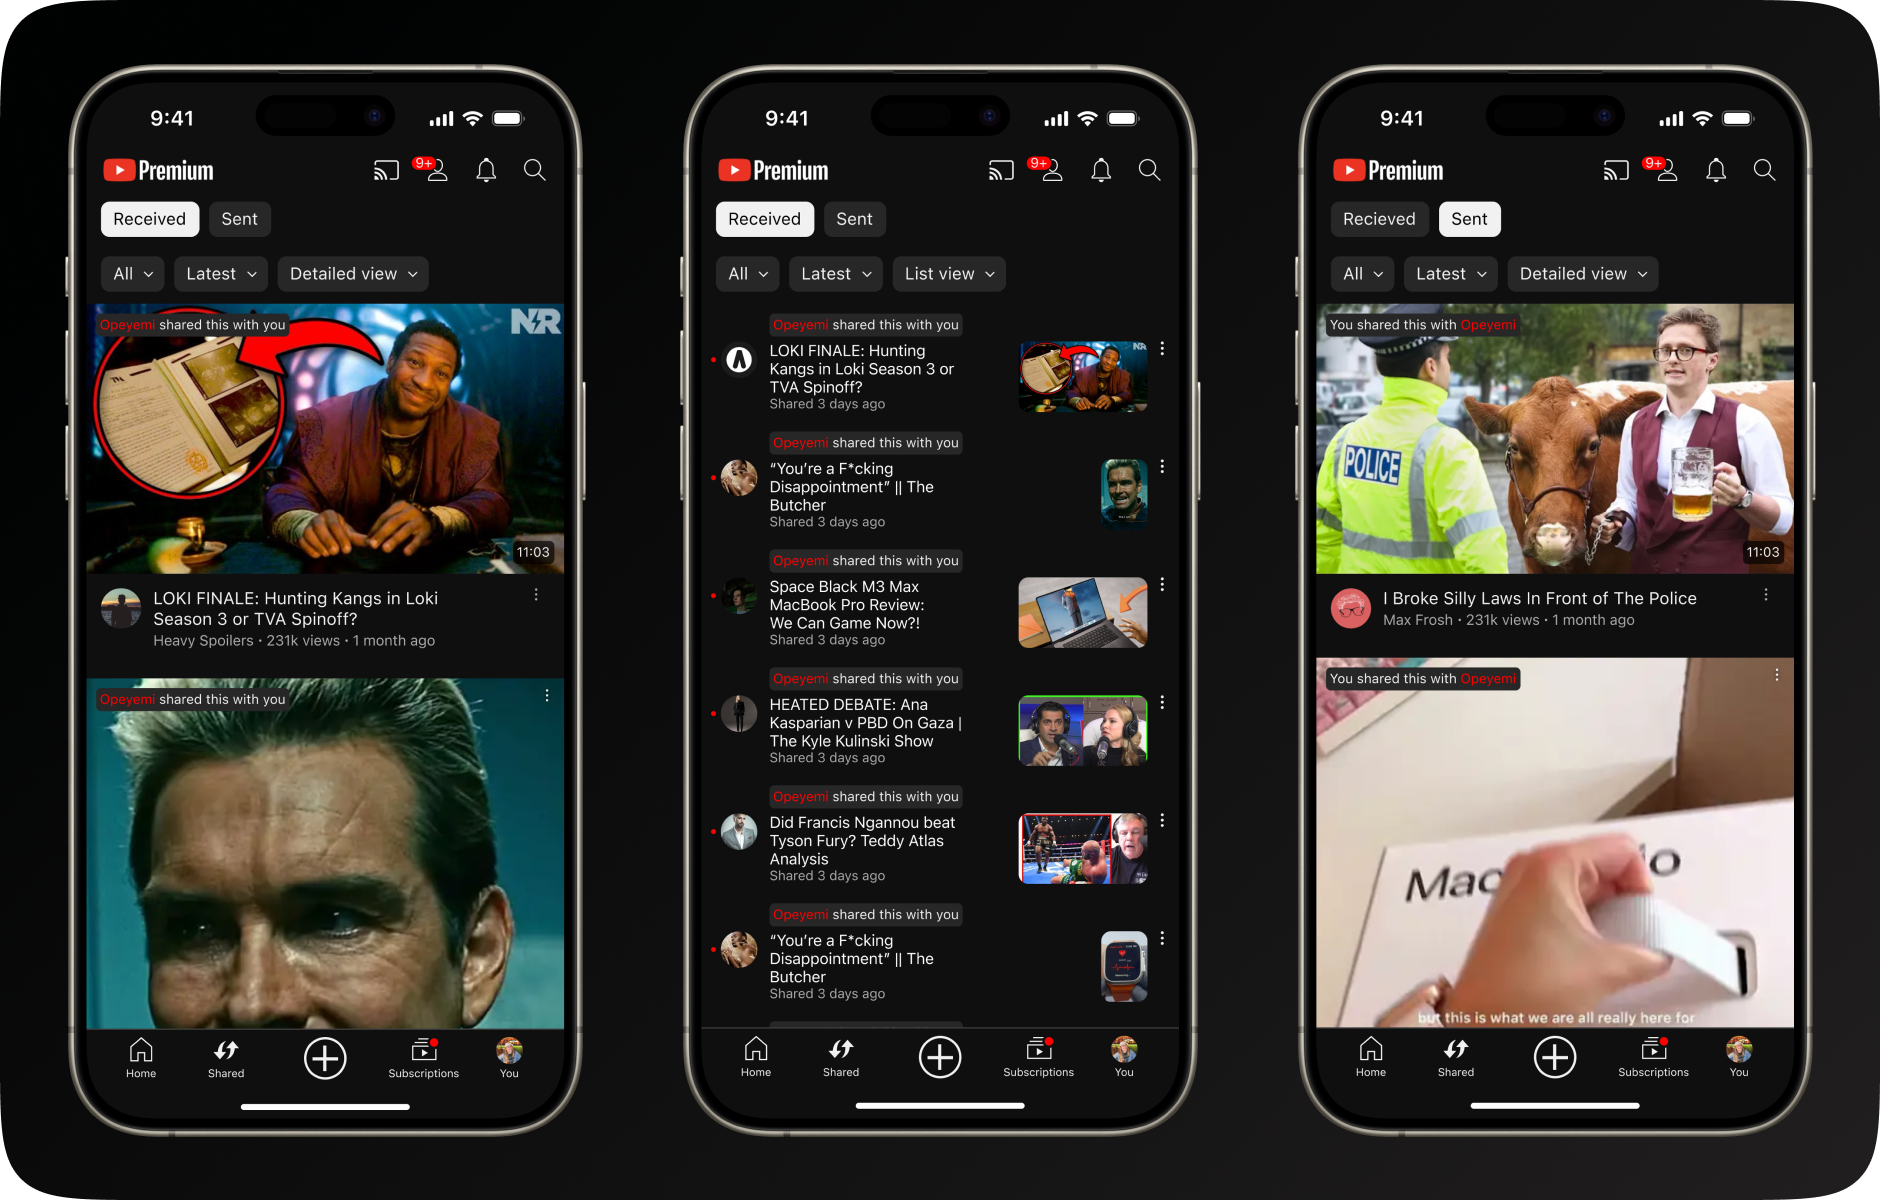 9:41
Premium
9+
Received
Sent
All
Latest
Detailed view
Opeyemi shared this with you
NR
11:03
LOKI FINALE: Hunting Kangs in Loki
Season 3 or TVA Spinoff?
Heavy Spoilers • 231k views • 1 month ago
Opeyemi shared this with you
Home
Shared
Subscriptions
You
9:41
Premium
9+
Received
Sent
All
Latest
List view
Opeyemi shared this with you
LOKI FINALE: Hunting
Kangs in Loki Season 3 or
TVA Spinoff?
Shared 3 days ago
NR
Opeyemi shared this with you
“You’re a F*cking
Disappointment” || The
Butcher
Shared 3 days ago
Opeyemi shared this with you
Space Black M3 Max
MacBook Pro Review:
We Can Game Now?!
Shared 3 days ago
Opeyemi shared this with you
HEATED DEBATE: Ana
Kasparian v PBD On Gaza |
The Kyle Kulinski Show
Shared 3 days ago
Opeyemi shared this with you
Did Francis Ngannou beat
Tyson Fury? Teddy Atlas
Analysis
Shared 3 days ago
Opeyemi shared this with you
“You’re a F*cking
Disappointment” || The
Butcher
Shared 3 days ago
Home
Shared
Subscriptions
You
9:41
Premium
9+
Recieved
Sent
All
Latest
Detailed view
You shared this with Opeyemi
POLICE
11:03
I Broke Silly Laws In Front of The Police
Max Frosh • 231k views • 1 month ago
You shared this with Opeyemi
Mac
but this is what we are all really here for
Home
Shared
Subscriptions
You